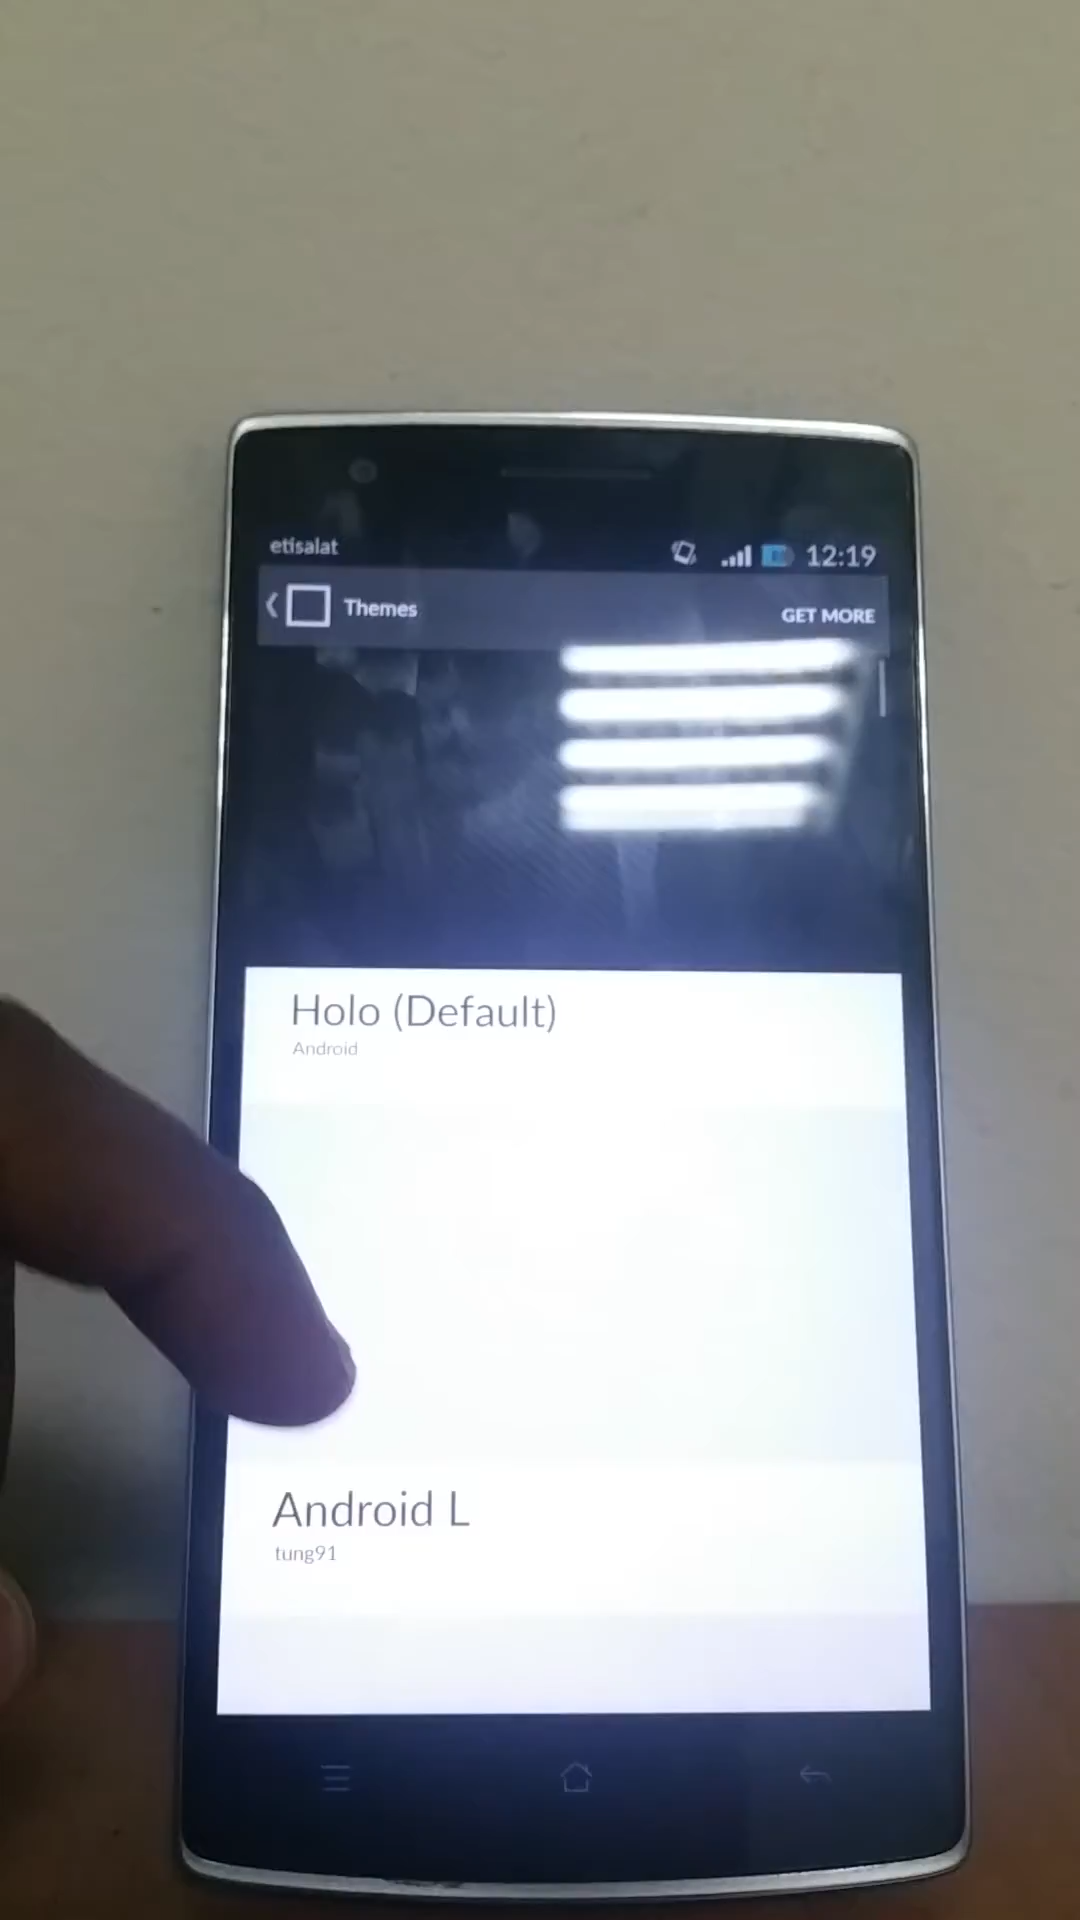 etisalat
12:19
Themes
GET MORE
Holo (Default)
Android
Android L
tung91